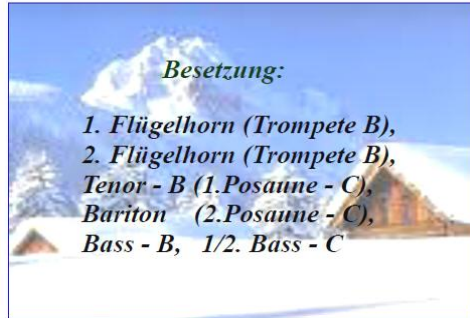 Besetzung:
1. Flügelhorn (Trompete B),
2. Flügelhorn (Trompete B),
Tenor - B (1.Posaune - C),
Bariton (2.Posaune - C),
Bass - B, 1/2. Bass - C